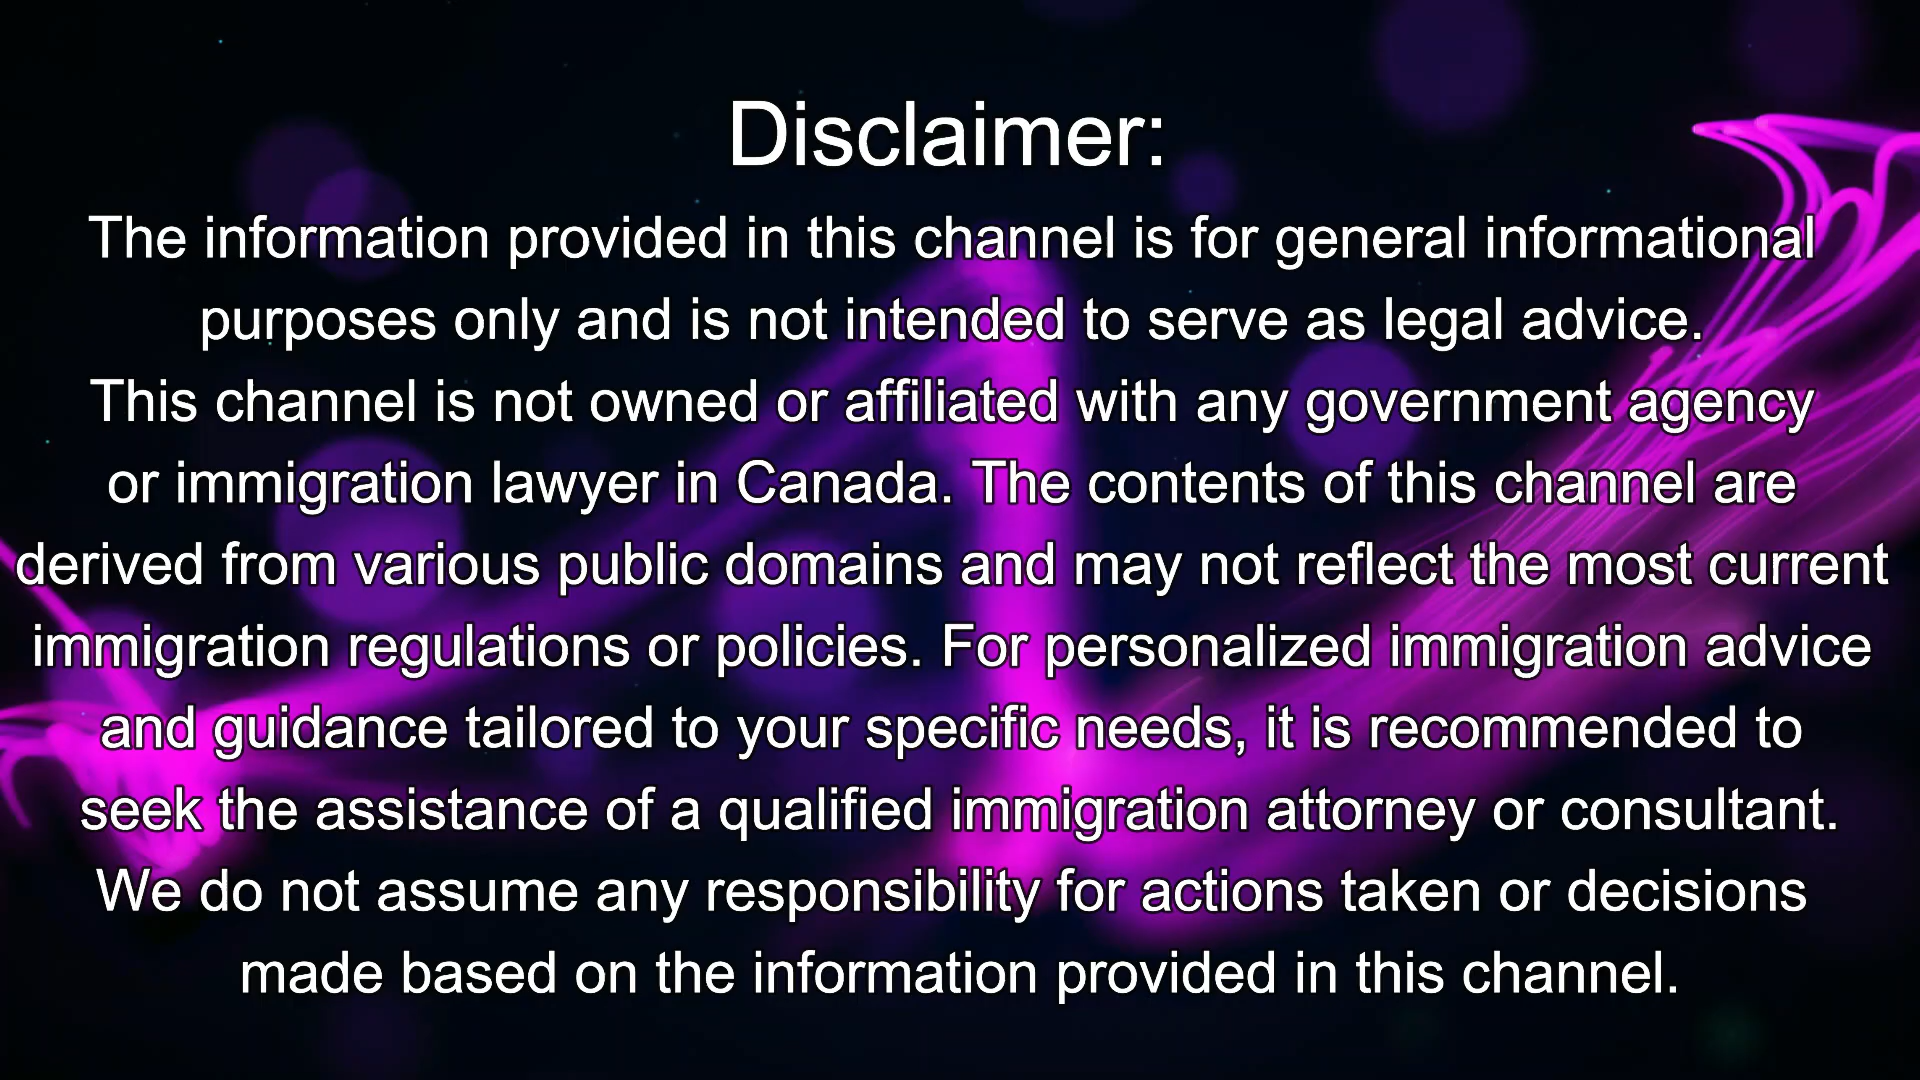 Disclaimer:
The information provided in this channel is for general informational
purposes only and is not intended to serve as legal advice.
This channel is not owned or affiliated with any government agency
or immigration lawyer in Canada. The contents of this channel are
derived from various public domains and may not reflect the most current
immigration regulations or policies. For personalized immigration advice
and guidance tailored to your specific needs, it is recommended to
seek the assistance of a qualified immigration attorney or consultant.
We do not assume any responsibility for actions taken or decisions
made based on the information provided in this channel.